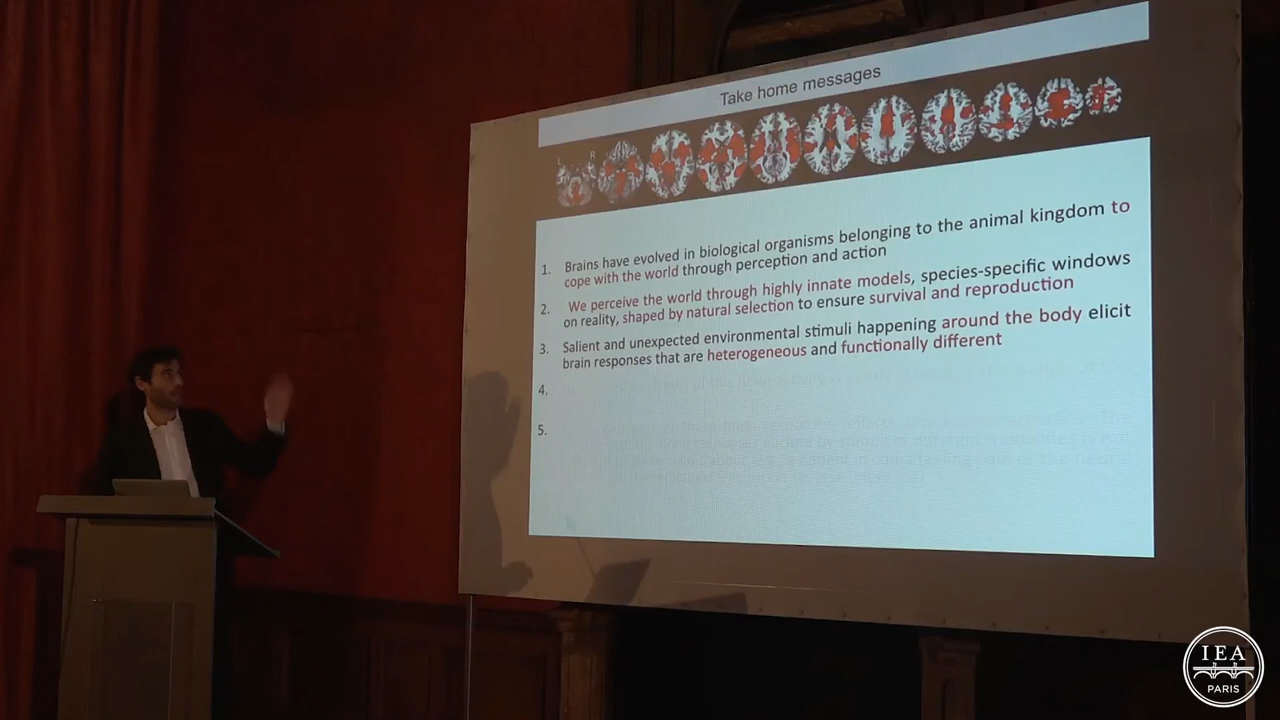 Take home messages
L R
1. Brains have evolved in biological organisms belonging to the animal kingdom to
cope with the world through perception and action
2. We perceive the world through highly innate models, species-specific windows
on reality, shaped by natural selection to ensure survival and reproduction
3. Salient and unexpected environmental stimuli happening around the body elicit
brain responses that are heterogeneous and functionally different
4.
5.
IEA
PARIS